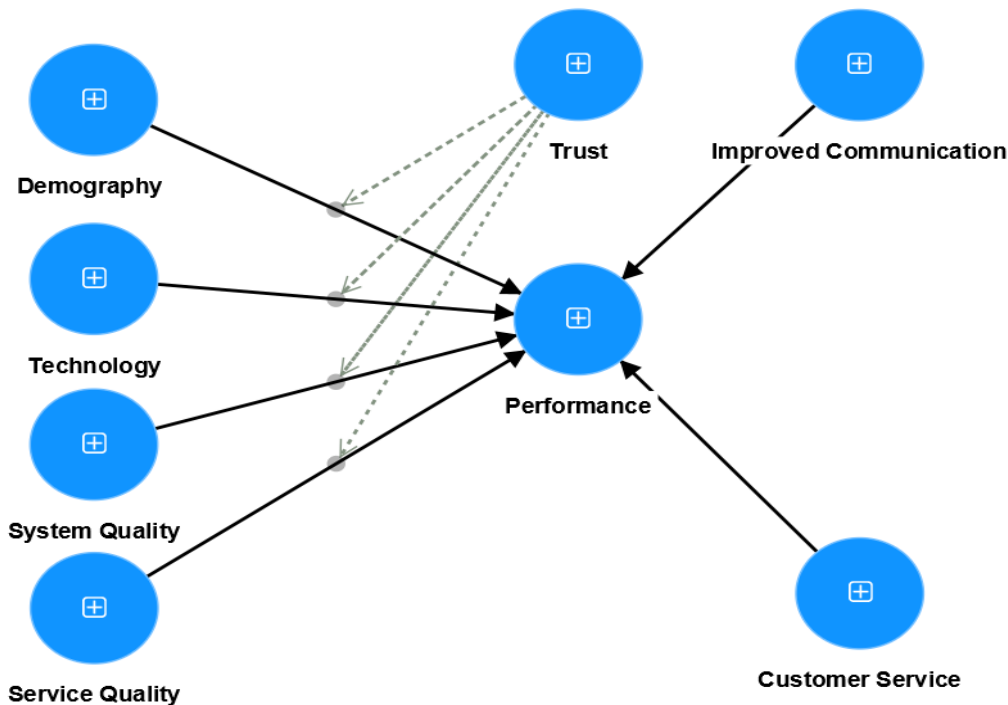 Trust
Improved Communication
Demography
Technology
Performance
System Quality
Service Quality
Customer Service